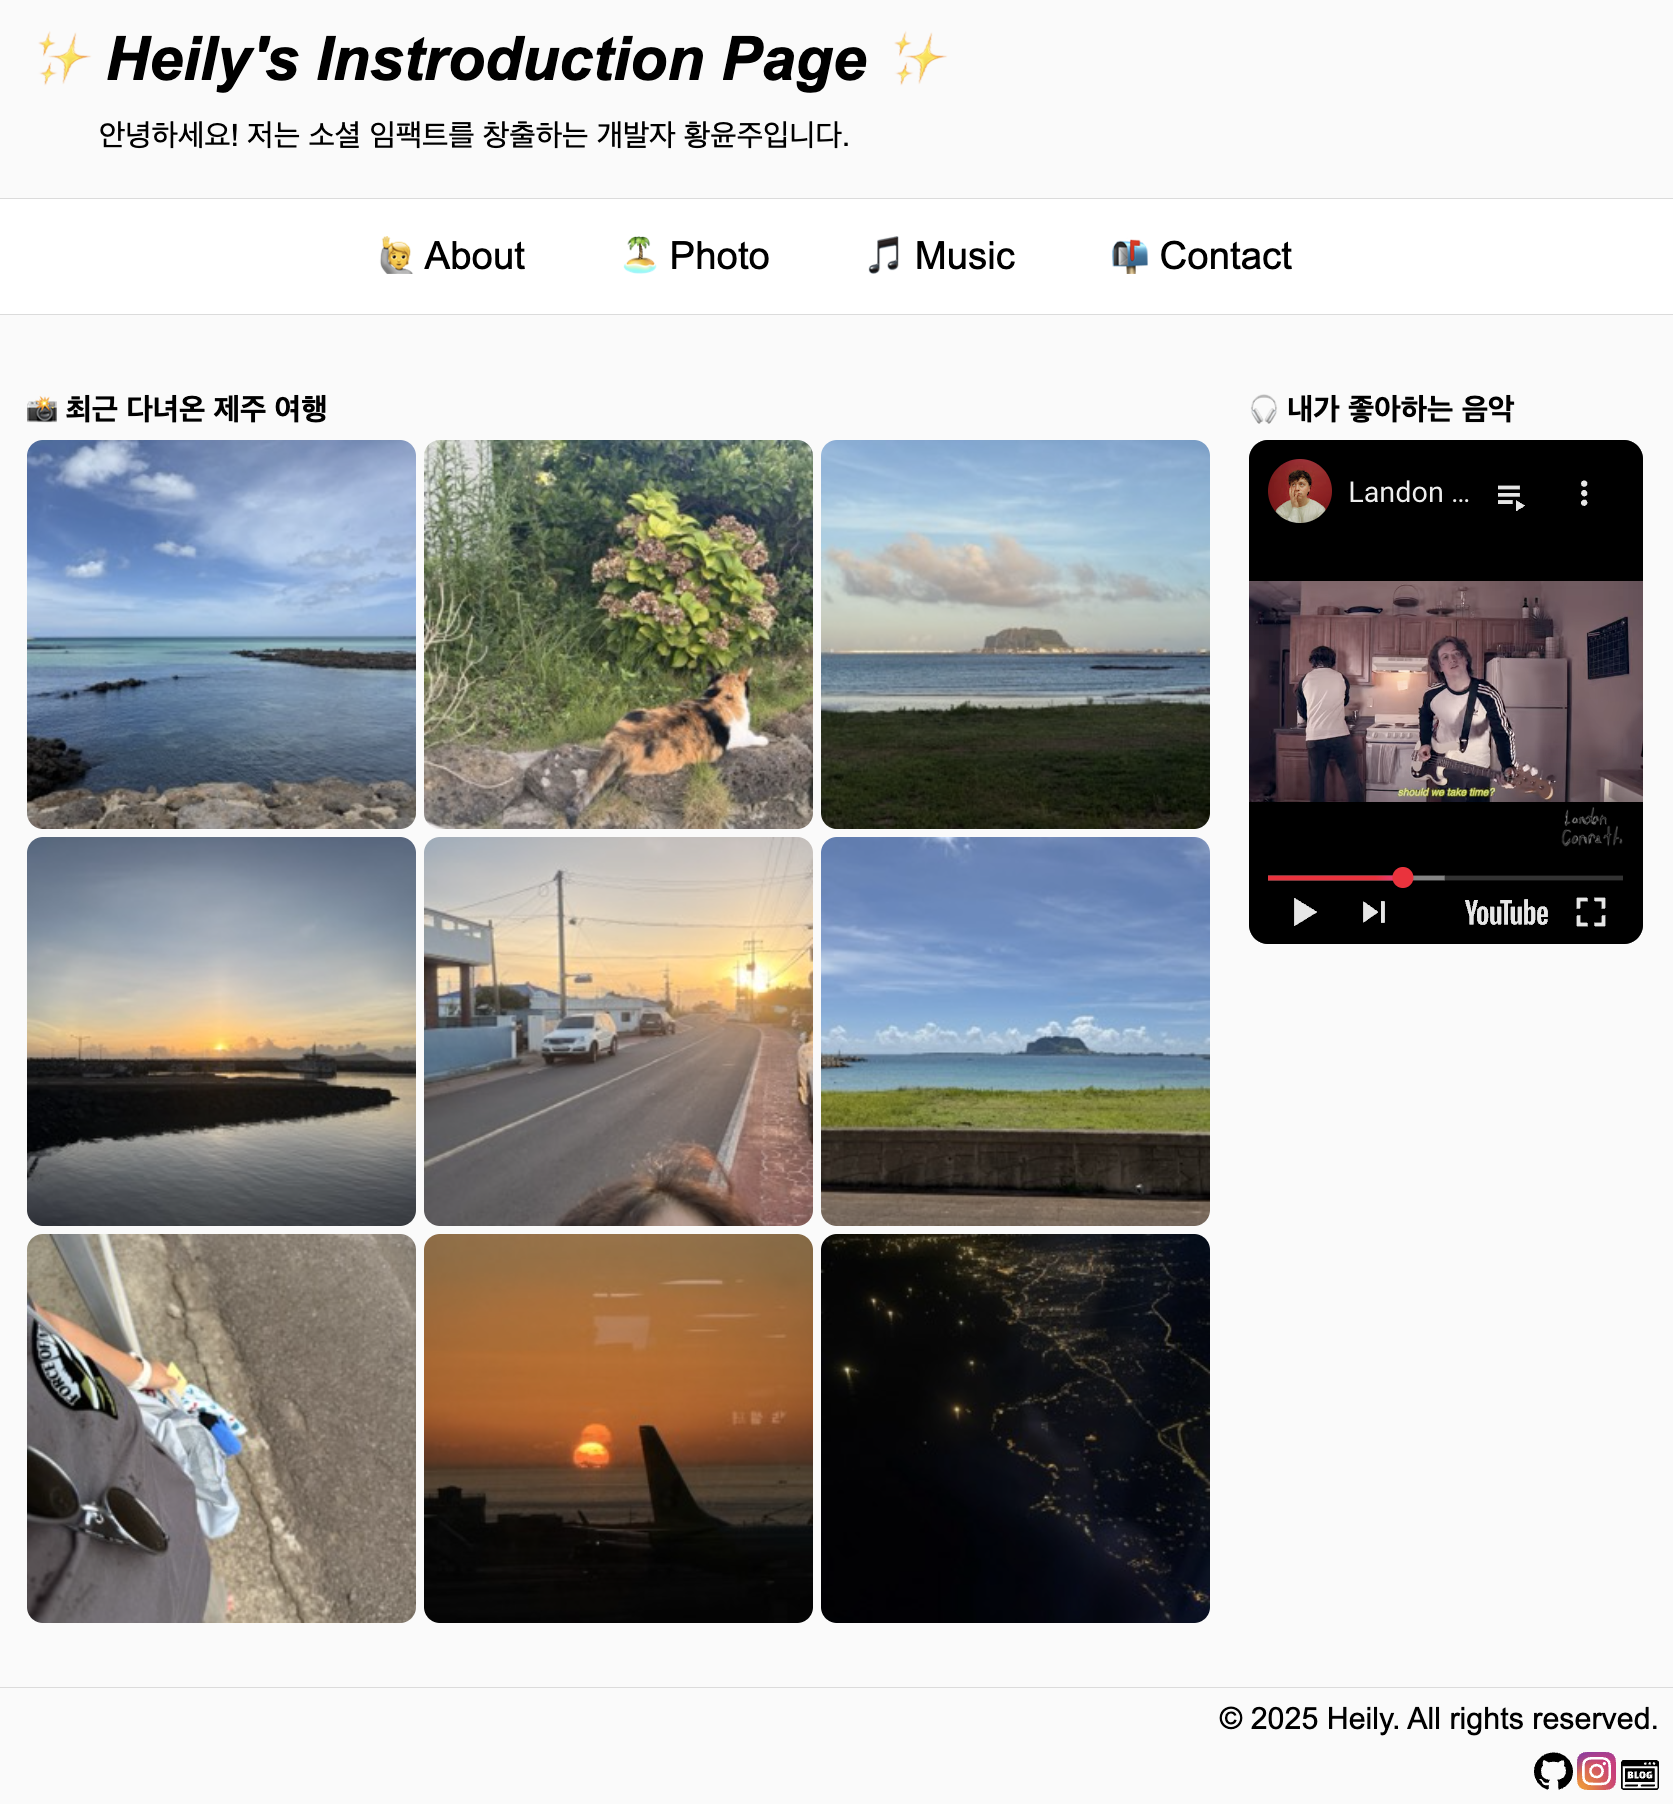 ✨ Heily's Instroduction Page ✨
안녕하세요! 저는 소셜 임팩트를 창출하는 개발자 황윤주입니다.
🙋 About 🏝️ Photo 🎵 Music 📬 Contact
📸 최근 다녀온 제주 여행
🎧 내가 좋아하는 음악
Landon ...
should we take time?
Landon
Conrath
YouTube
FORCE
© 2025 Heily. All rights reserved.
BLOG